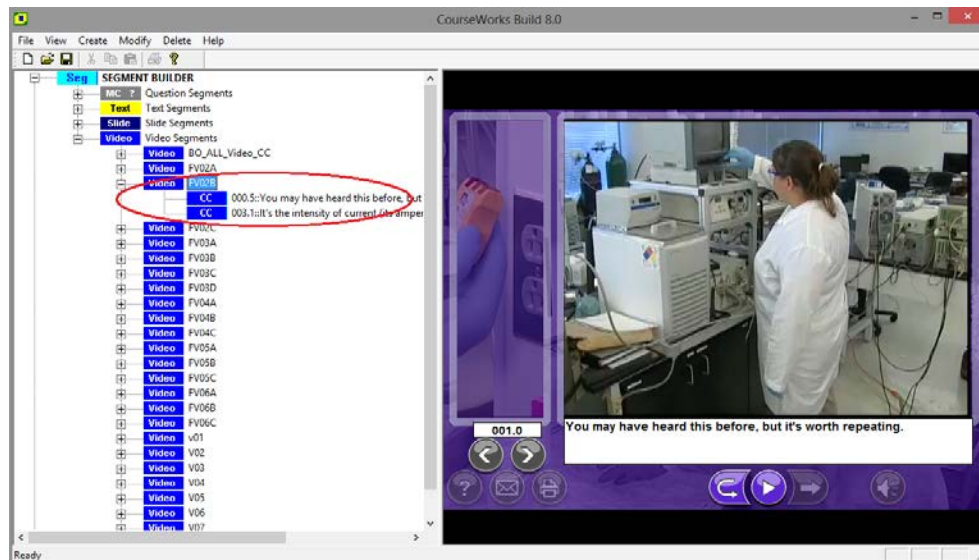 CourseWorks Build 8.0
File View Create Modify Delete Help
Seg SEGMENT BUILDER
MC ? Question Segments
Text Text Segments
Slide Slide Segments
Video Video Segments
Video BO_ALL_Video_CC
Video FV02A
Video FV02B
CC 000.5::You may have heard this before, but
CC 003.1::It's the intensity of current (its amper
Video FV02C
Video FV03A
Video FV03B
Video FV03C
Video FV03D
Video FV04A
Video FV04B
Video FV04C
Video FV05A
Video FV05B
Video FV05C
Video FV06A
Video FV06B
Video FV06C
Video v01
Video V02
Video V03
Video V04
Video V05
Video V06
Video V07
001.0
You may have heard this before, but it's worth repeating.
Ready